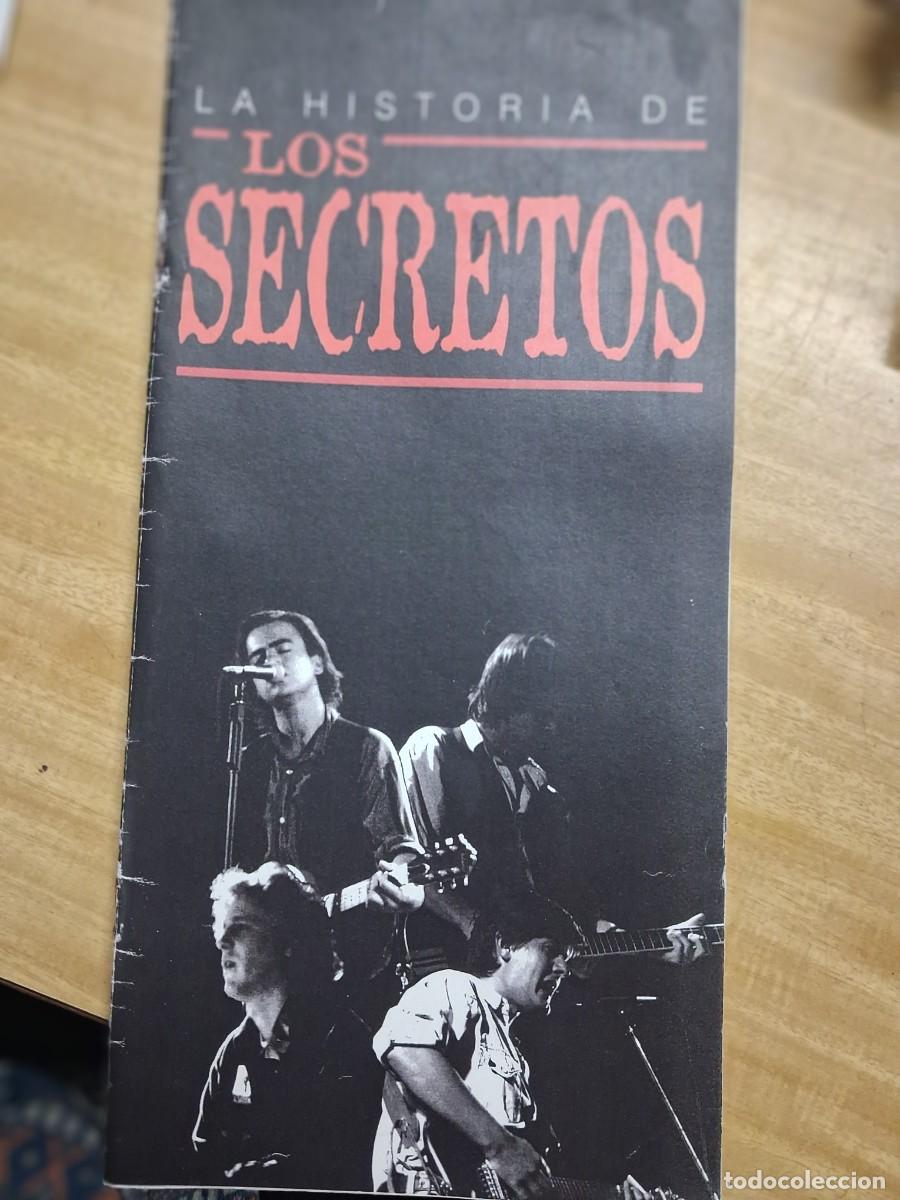 LA HISTORIA DE
LOS
SECRETOS
todocoleccion